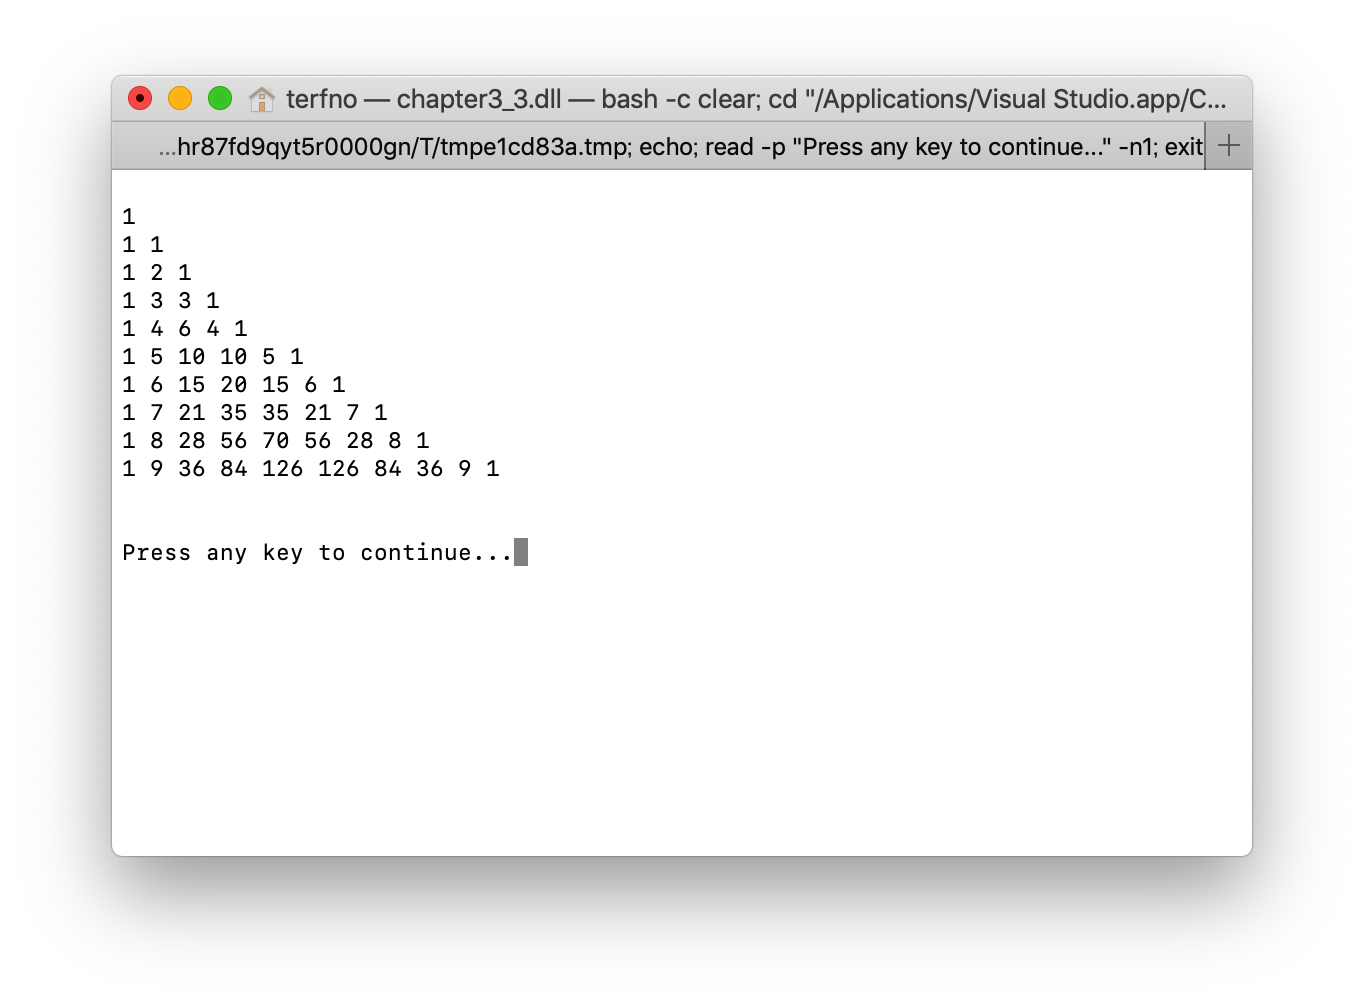 terfno — chapter3_3.dll — bash -c clear; cd "/Applications/Visual Studio.app/C...
...hr87fd9qyt5r0000gn/T/tmpe1cd83a.tmp; echo; read -p "Press any key to continue..." -n1; exit
1
1 1
1 2 1
1 3 3 1
1 4 6 4 1
1 5 10 10 5 1
1 6 15 20 15 6 1
1 7 21 35 35 21 7 1
1 8 28 56 70 56 28 8 1
1 9 36 84 126 126 84 36 9 1
Press any key to continue...